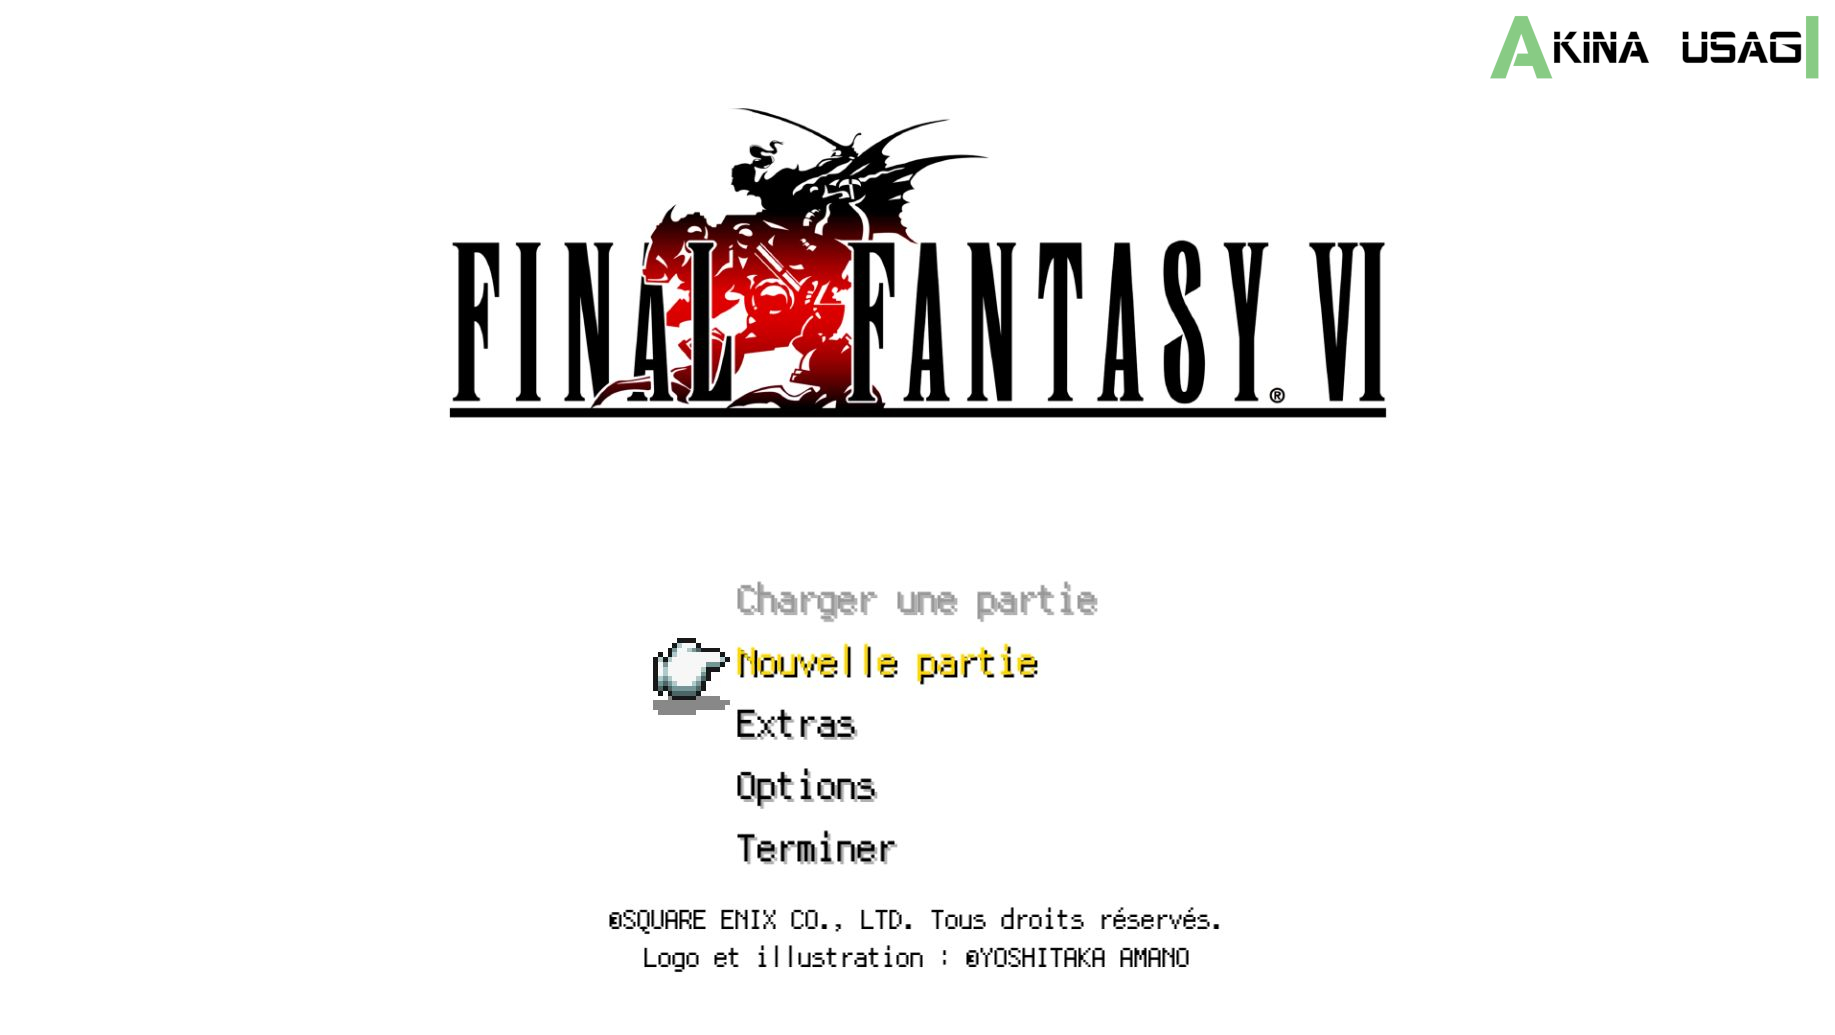 AKINA USAGI
FINAL FANTASY® VI
Charger une partie
Nouvelle partie
Extras
Options
Terminer
©SQUARE ENIX CO., LTD. Tous droits réservés.
Logo et illustration : ©YOSHITAKA AMANO